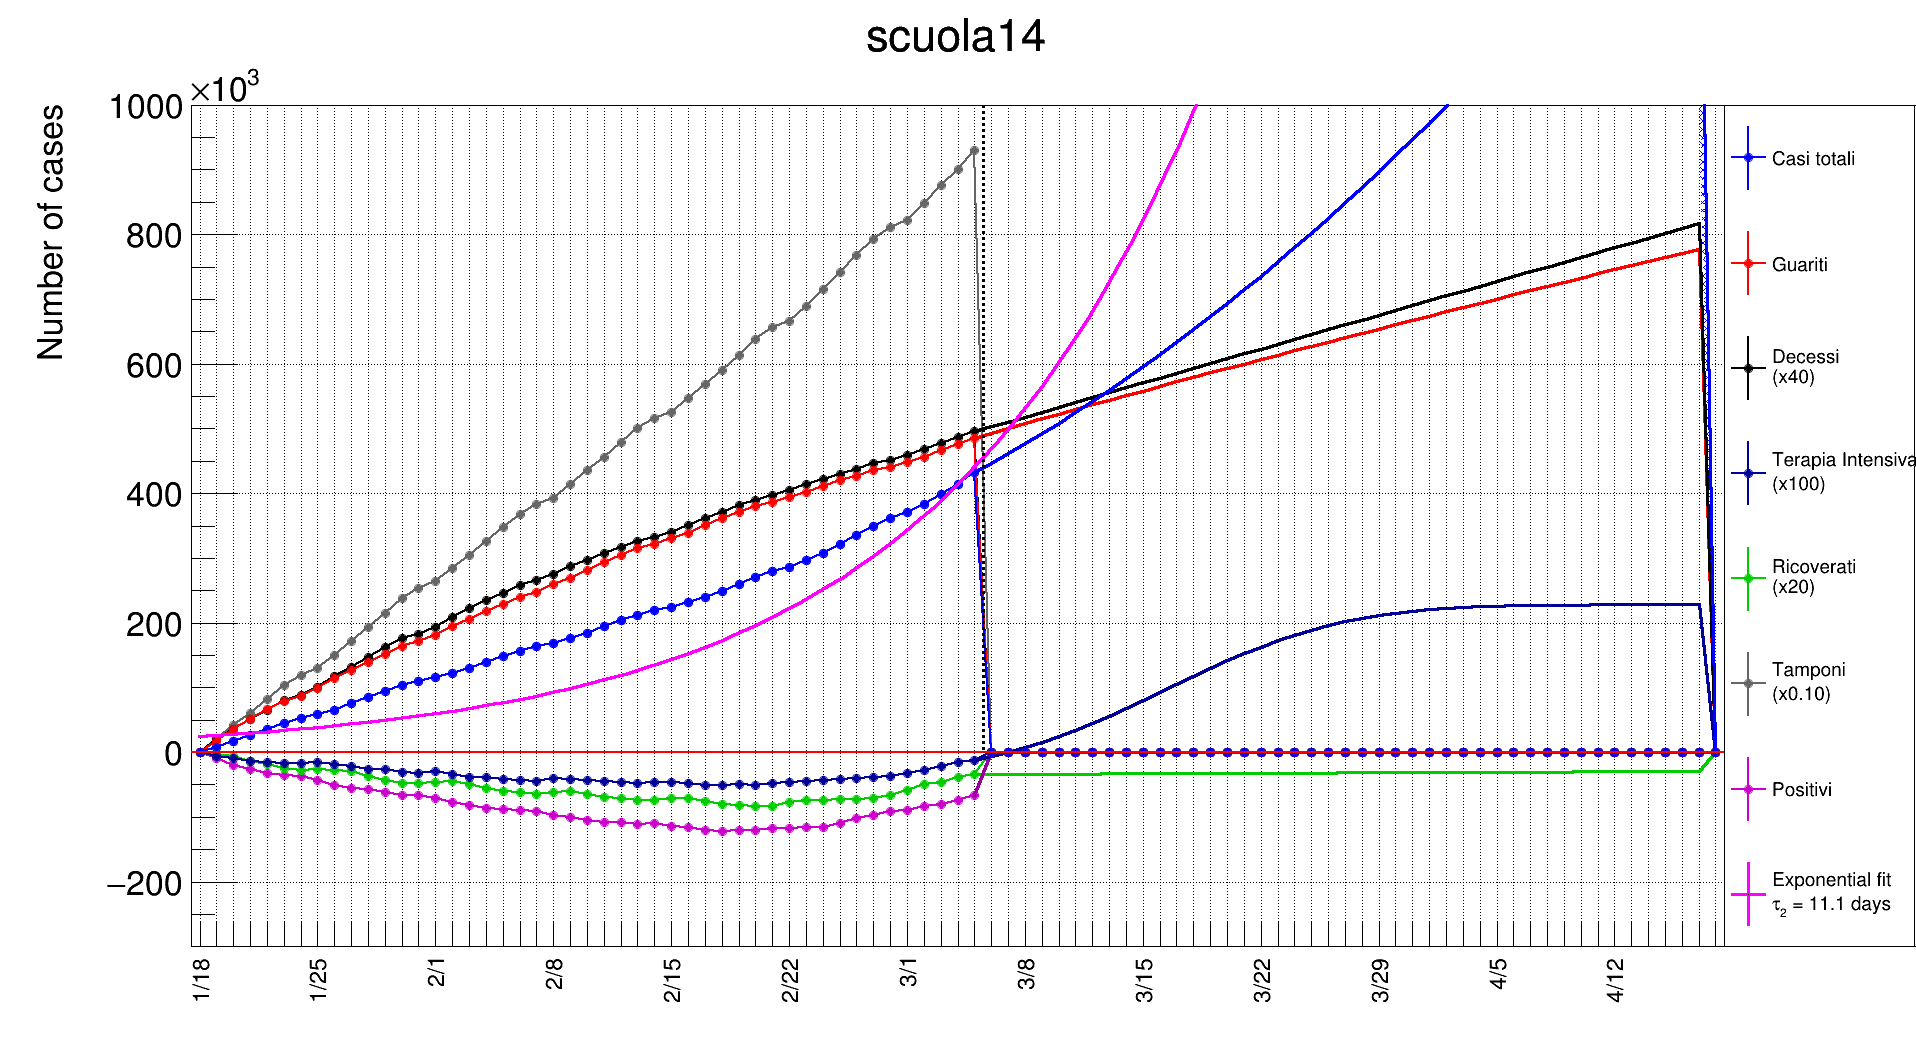 scuola14
×10³
Number of cases
1000
800
600
400
200
0
−200
1/18
1/25
2/1
2/8
2/15
2/22
3/1
3/8
3/15
3/22
3/29
4/5
4/12
Casi totali
Guariti
Decessi
(x40)
Terapia Intensiva
(x100)
Ricoverati
(x20)
Tamponi
(x0.10)
Positivi
Exponential fit
τ₂ = 11.1 days